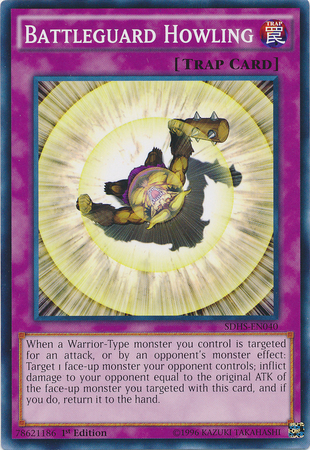 BATTLEGUARD HOWLING
TRAP
罠
[TRAP CARD]
SDHS-EN040
When a Warrior-Type monster you control is targeted
for an attack, or by an opponent's monster effect:
Target 1 face-up monster your opponent controls; inflict
damage to your opponent equal to the original ATK of
the face-up monster you targeted with this card, and if
you do, return it to the hand.
78621186
1st Edition
©1996 KAZUKI TAKAHASHI